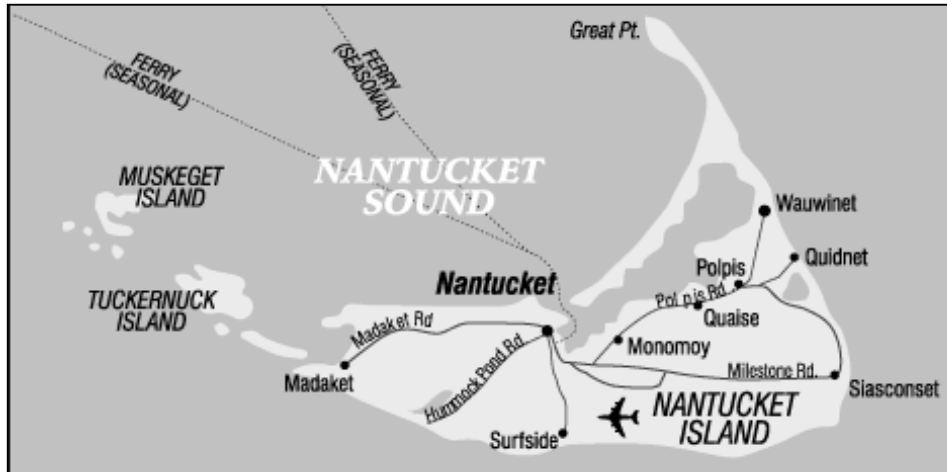 Great Pt.
FERRY
(SEASONAL)
FERRY
(SEASONAL)
NANTUCKET
SOUND
MUSKEGET
ISLAND
Wauwinet
Quidnet
Polpis
Nantucket
Polpis Rd.
TUCKERNUCK
ISLAND
Quaise
Madaket Rd
Monomoy
Hummock Pond Rd
Milestone Rd.
Madaket
Siasconset
NANTUCKET
ISLAND
Surfside